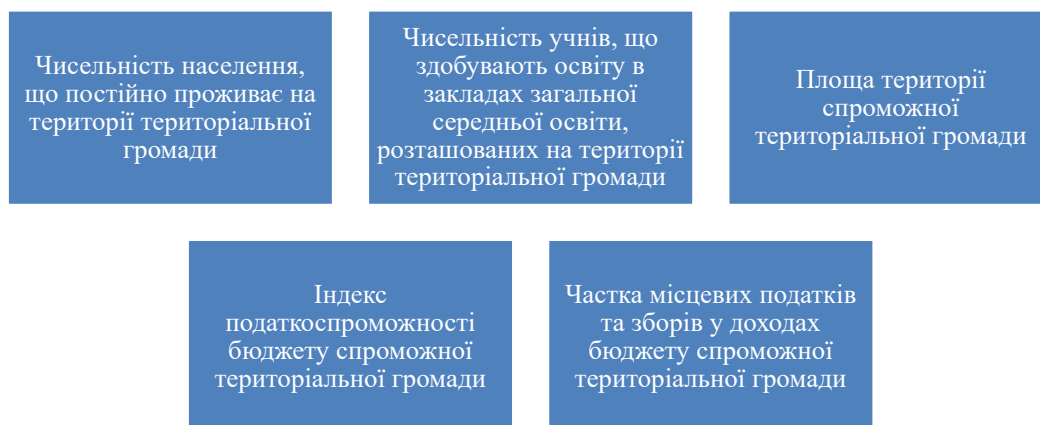 Чисельність населення,
що постійно проживає на
території територіальної
громади
Чисельність учнів, що
здобувають освіту в
закладах загальної
середньої освіти,
розташованих на території
територіальної громади
Площа території
спроможної
територіальної громади
Індекс
податкоспроможності
бюджету спроможної
територіальної громади
Частка місцевих податків
та зборів у доходах
бюджету спроможної
територіальної громади